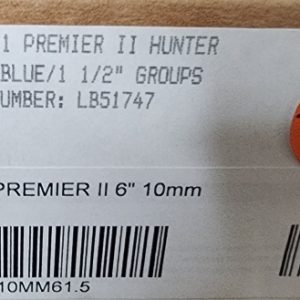 1 PREMIER II HUNTER
BLUE/1 1/2" GROUPS
UMBER: LB51747
PREMIER II 6" 10mm
10MM61.5